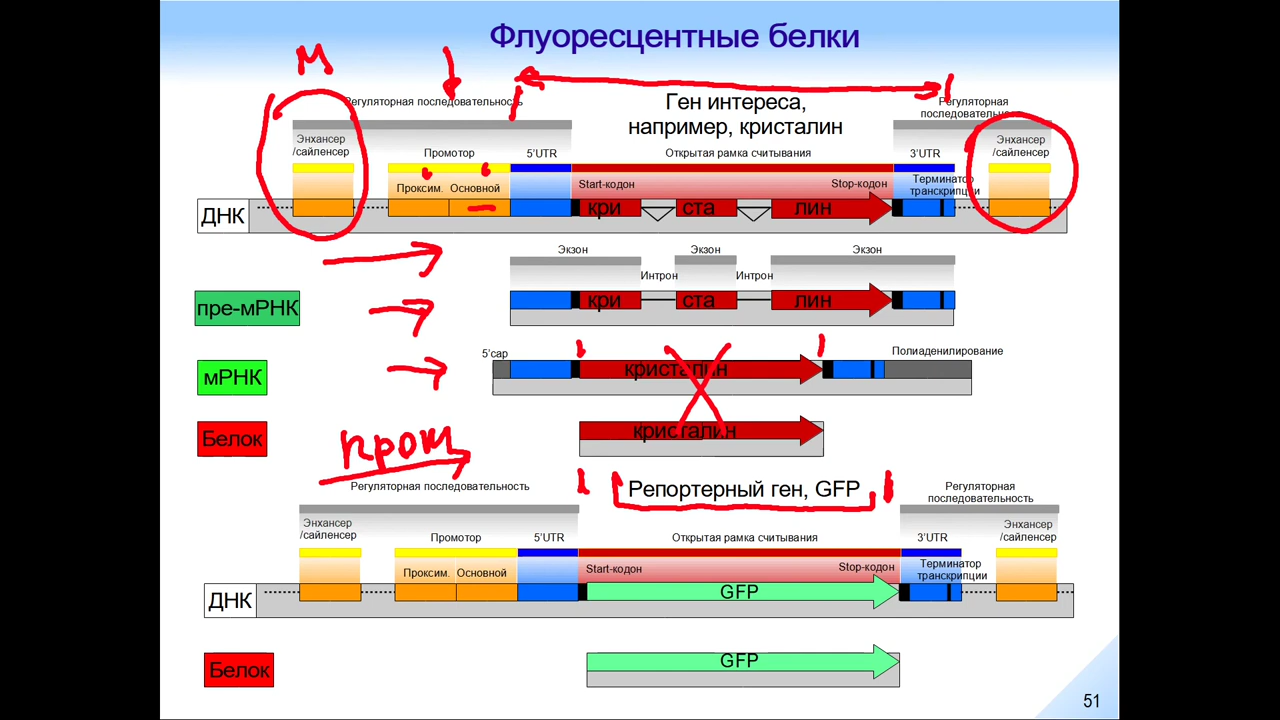 Флуоресцентные белки
М
Регуляторная последовательность
Ген интереса,
например, кристалин
Регуляторная
последовательность
Энхансер
/сайленсер
Промотор
5'UTR
Открытая рамка считывания
3'UTR
Энхансер
/сайленсер
Проксим. Основной
Start-кодон
Stop-кодон
Терминатор
транскрипции
ДНК
кри
ста
лин
Экзон
Экзон
Экзон
Интрон
Интрон
пре-мРНК
кри
ста
лин
5'cap
Полиаденилирование
мРНК
кристалин
Белок
кристалин
пром
Регуляторная последовательность
Репортерный ген, GFP
Регуляторная
последовательность
Энхансер
/сайленсер
Промотор
5'UTR
Открытая рамка считывания
3'UTR
Энхансер
/сайленсер
Проксим. Основной
Start-кодон
Stop-кодон
Терминатор
транскрипции
ДНК
GFP
Белок
GFP
51